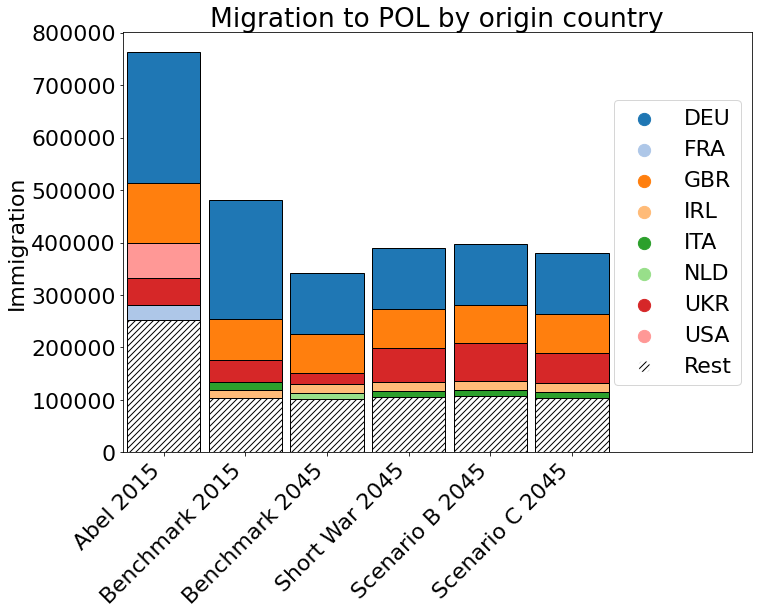 Migration to POL by origin country
Immigration
800000
700000
600000
500000
400000
300000
200000
100000
0
DEU
FRA
GBR
IRL
ITA
NLD
UKR
USA
Rest
Abel 2015
Benchmark 2015
Benchmark 2045
Short War 2045
Scenario B 2045
Scenario C 2045